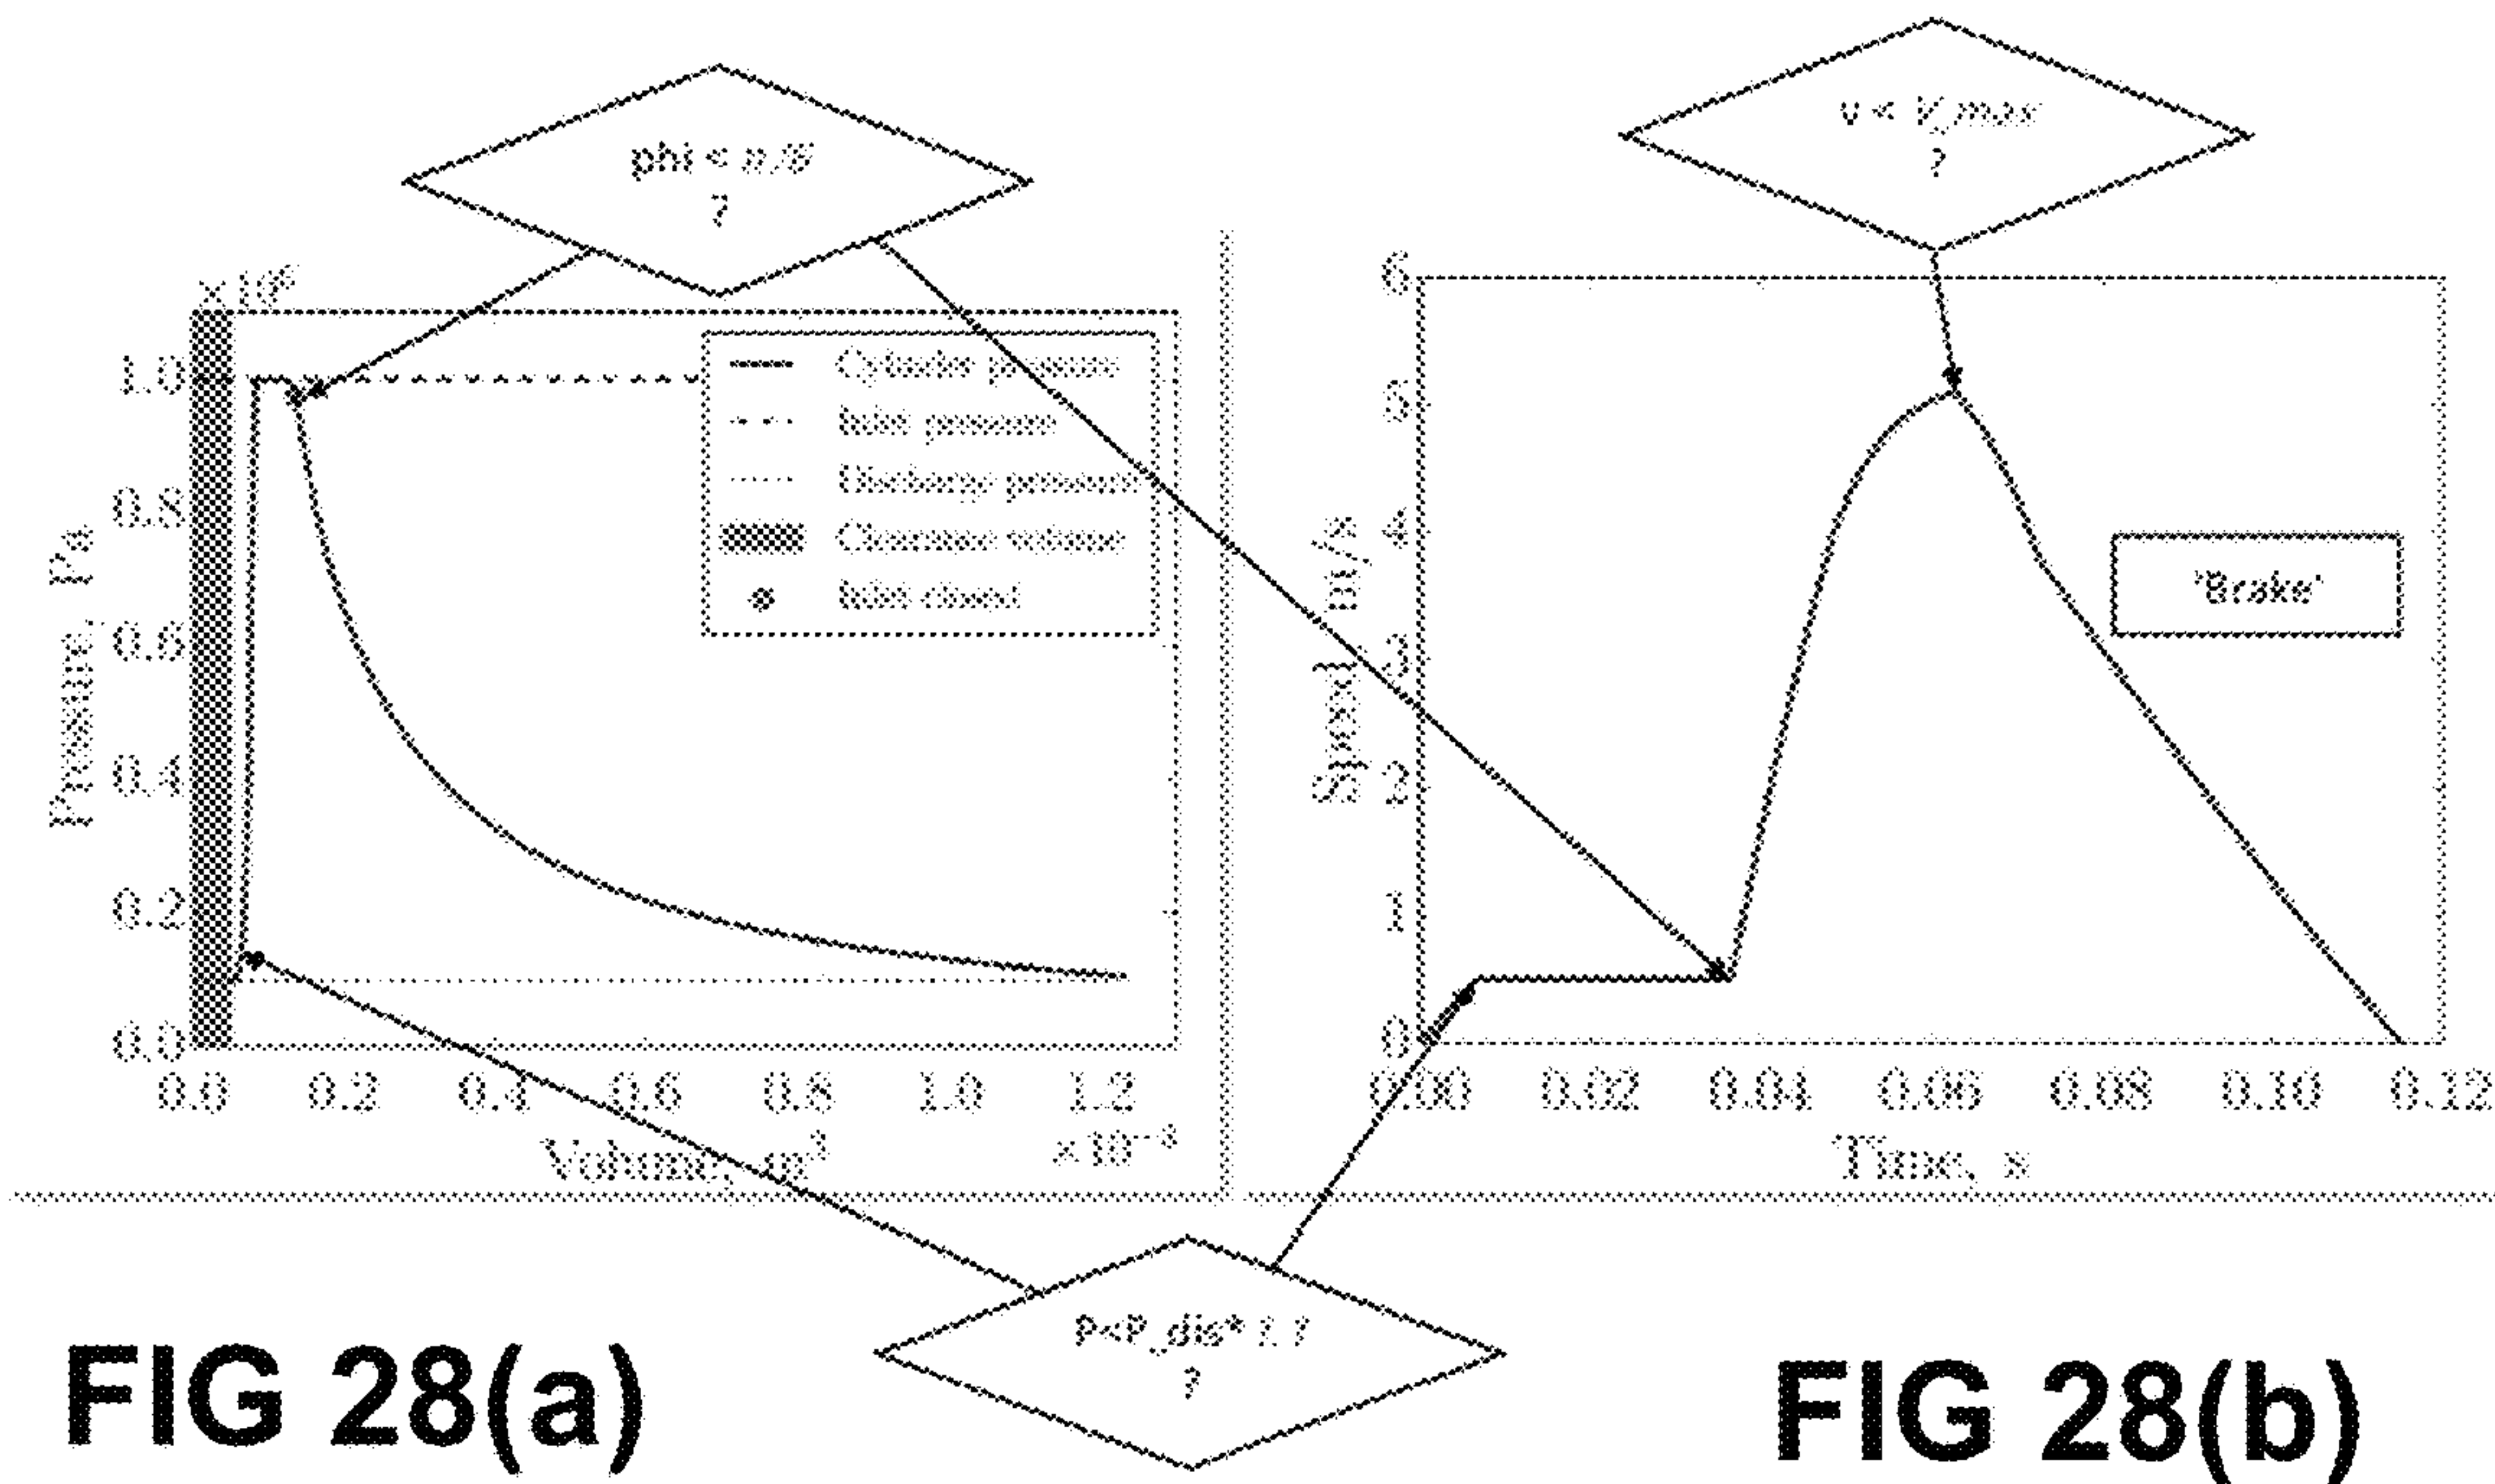 phi <
?
v < V_max
?
×10⁶
1.0
0.8
0.6
0.4
0.2
0.0
Pressure, Pa
Cylinder pressure
Inlet pressure
Discharge pressure
Clearance volume
Inlet closed
0.0 0.2 0.4 0.6 0.8 1.0 1.2
Volume, m³
×10⁻³
6
5
4
3
2
1
0
Speed, m/s
'Brake'
0.00 0.02 0.04 0.06 0.08 0.10 0.12
Time, s
P<P_dis*1.1
?
FIG 28(a)
FIG 28(b)